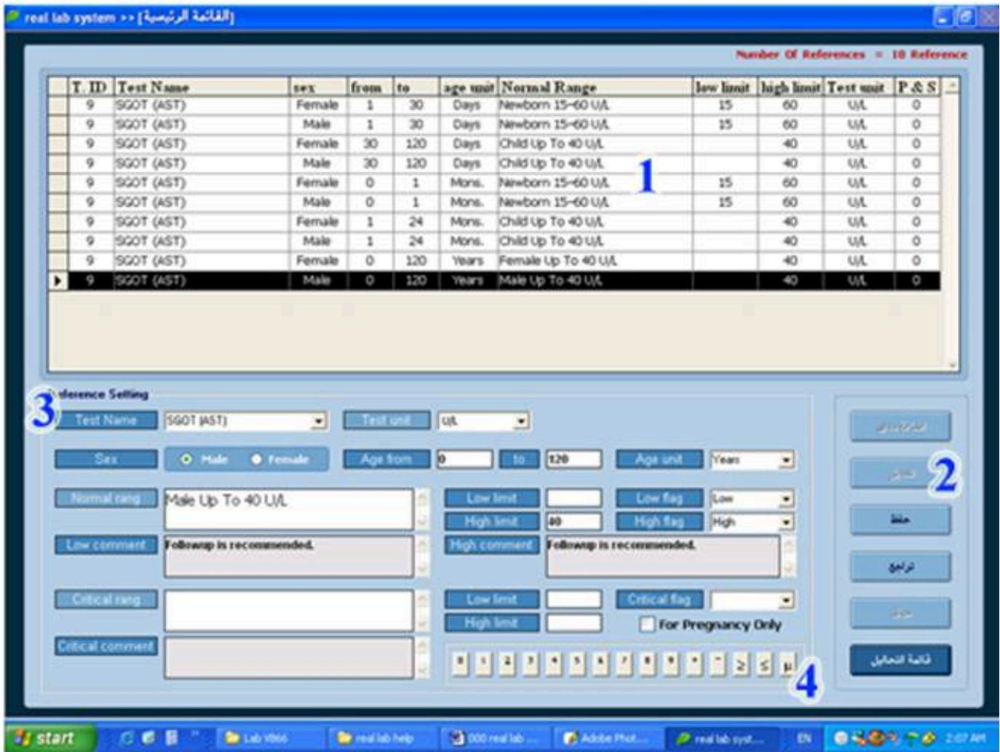 real lab system >> [القائمة الرئيسية]
Number Of References = 10 Reference
T. ID Test Name sex from to age unit Normal Range low limit high limit Test unit P & S
9 SGOT (AST) Female 1 30 Days Newborn 15-60 U/L 15 60 U/L 0
9 SGOT (AST) Male 1 30 Days Newborn 15-60 U/L 15 60 U/L 0
9 SGOT (AST) Female 30 120 Days Child Up To 40 U/L 40 U/L 0
9 SGOT (AST) Male 30 120 Days Child Up To 40 U/L 40 U/L 0
1
9 SGOT (AST) Female 0 1 Mons. Newborn 15-60 U/L 15 60 U/L 0
9 SGOT (AST) Male 0 1 Mons. Newborn 15-60 U/L 15 60 U/L 0
9 SGOT (AST) Female 1 24 Mons. Child Up To 40 U/L 40 U/L 0
9 SGOT (AST) Male 1 24 Mons. Child Up To 40 U/L 40 U/L 0
9 SGOT (AST) Female 0 120 Years Female Up To 40 U/L 40 U/L 0
9 SGOT (AST) Male 0 120 Years Male Up To 40 U/L 40 U/L 0
Reference Setting
3
Test Name SGOT (AST) Test unit U/L
Sex Male Female Age from 0 to 120 Age unit Years
2
Normal rang Male Up To 40 U/L Low limit Low flag Low
High limit 40 High flag High
حفظ
Low comment Followup is recommended. High comment Followup is recommended.
تراجع
Critical rang Low limit Critical flag
High limit For Pregnancy Only
Critical comment
0 1 2 3 4 5 6 7 8 9 ≥ ≤ µ
4
قائمة التحاليل
start Lab V866 real lab help 000 real lab ... Adobe Phot... real lab syst... EN 2:07 AM